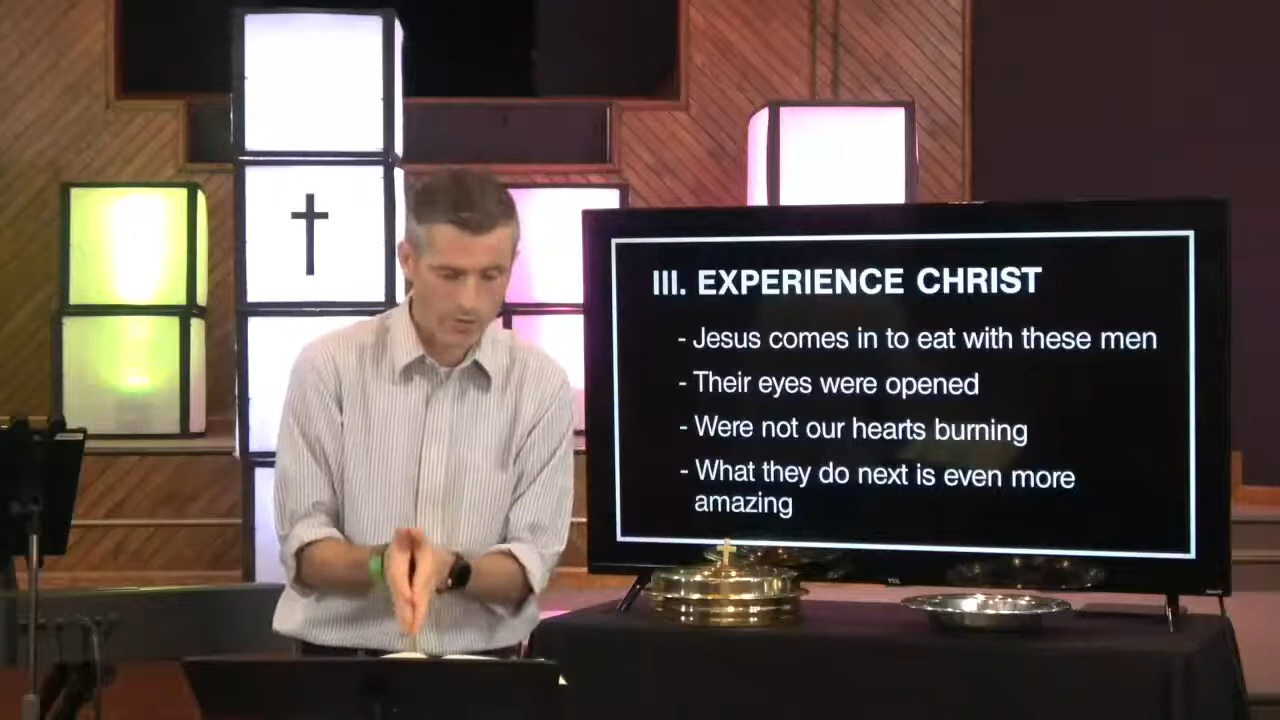 III. EXPERIENCE CHRIST
- Jesus comes in to eat with these men
- Their eyes were opened
- Were not our hearts burning
- What they do next is even more
amazing
TCL